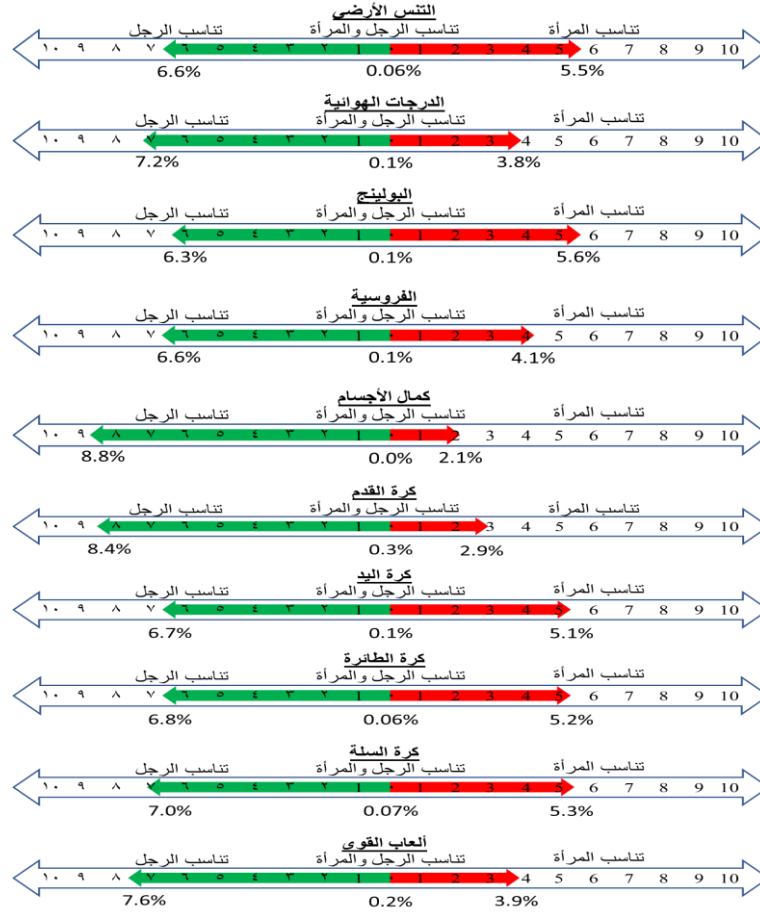 التنس الأرضي
تناسب المرأة تناسب الرجل والمرأة تناسب الرجل
١٠ ٩ ٨ ٧ ٦ ٥ ٤ ٣ ٢ ١ ٠ 1 2 3 4 5 6 7 8 9 10
6.6% 0.06% 5.5%
الدرجات الهوائية
تناسب المرأة تناسب الرجل والمرأة تناسب الرجل
١٠ ٩ ٨ ٧ ٦ ٥ ٤ ٣ ٢ ١ ٠ 1 2 3 4 5 6 7 8 9 10
7.2% 0.1% 3.8%
البولينج
تناسب المرأة تناسب الرجل والمرأة تناسب الرجل
١٠ ٩ ٨ ٧ ٦ ٥ ٤ ٣ ٢ ١ ٠ 1 2 3 4 5 6 7 8 9 10
6.3% 0.1% 5.6%
الفروسية
تناسب المرأة تناسب الرجل والمرأة تناسب الرجل
١٠ ٩ ٨ ٧ ٦ ٥ ٤ ٣ ٢ ١ ٠ 1 2 3 4 5 6 7 8 9 10
6.6% 0.1% 4.1%
كمال الأجسام
تناسب المرأة تناسب الرجل والمرأة تناسب الرجل
١٠ ٩ ٨ ٧ ٦ ٥ ٤ ٣ ٢ ١ ٠ 1 2 3 4 5 6 7 8 9 10
8.8% 0.0% 2.1%
كرة القدم
تناسب المرأة تناسب الرجل والمرأة تناسب الرجل
١٠ ٩ ٨ ٧ ٦ ٥ ٤ ٣ ٢ ١ ٠ 1 2 3 4 5 6 7 8 9 10
8.4% 0.3% 2.9%
كرة اليد
تناسب المرأة تناسب الرجل والمرأة تناسب الرجل
١٠ ٩ ٨ ٧ ٦ ٥ ٤ ٣ ٢ ١ ٠ 1 2 3 4 5 6 7 8 9 10
6.7% 0.1% 5.1%
كرة الطائرة
تناسب المرأة تناسب الرجل والمرأة تناسب الرجل
١٠ ٩ ٨ ٧ ٦ ٥ ٤ ٣ ٢ ١ ٠ 1 2 3 4 5 6 7 8 9 10
6.8% 0.06% 5.2%
كرة السلة
تناسب المرأة تناسب الرجل والمرأة تناسب الرجل
١٠ ٩ ٨ ٧ ٦ ٥ ٤ ٣ ٢ ١ ٠ 1 2 3 4 5 6 7 8 9 10
7.0% 0.07% 5.3%
ألعاب القوى
تناسب المرأة تناسب الرجل والمرأة تناسب الرجل
١٠ ٩ ٨ ٧ ٦ ٥ ٤ ٣ ٢ ١ ٠ 1 2 3 4 5 6 7 8 9 10
7.6% 0.2% 3.9%